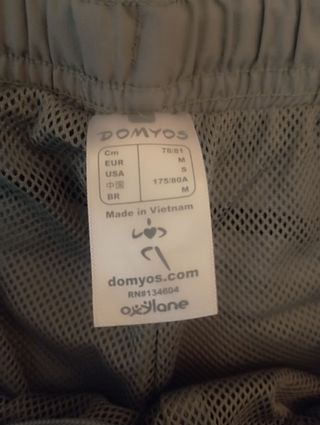 DOMYOS
Cm 78/81
EUR M
USA S
中国 175/80A
BR M
Made in Vietnam
domyos.com
RN#134604
oxylane